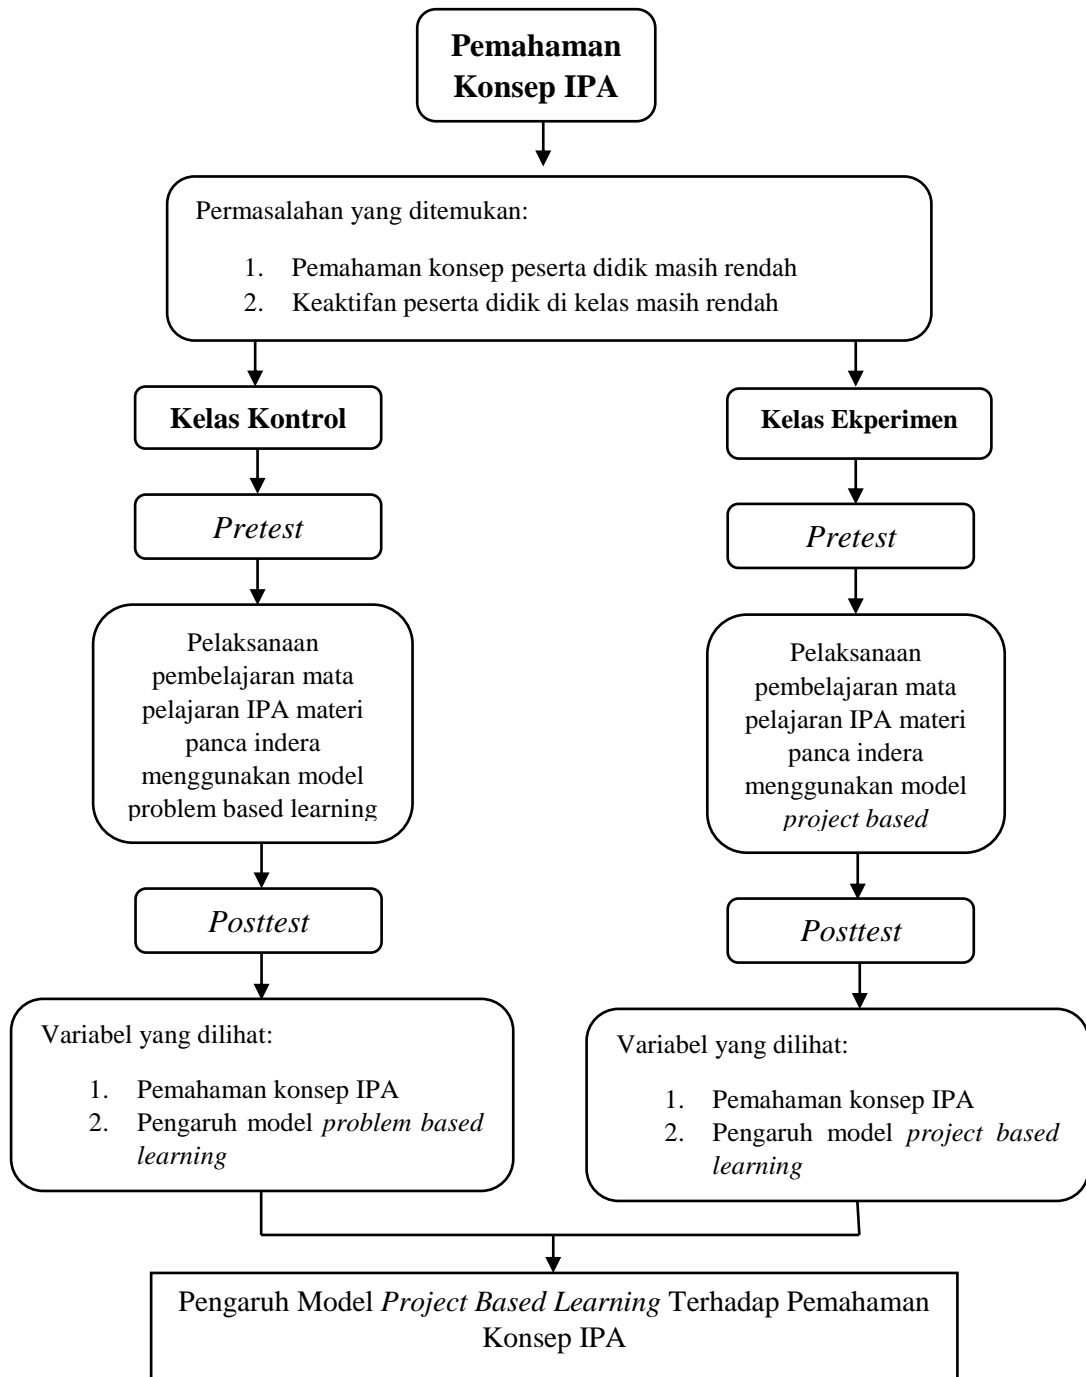 Pemahaman
Konsep IPA
Permasalahan yang ditemukan:
1. Pemahaman konsep peserta didik masih rendah
2. Keaktifan peserta didik di kelas masih rendah
Kelas Kontrol
Kelas Ekperimen
Pretest
Pretest
Pelaksanaan
pembelajaran mata
pelajaran IPA materi
panca indera
menggunakan model
problem based learning
Pelaksanaan
pembelajaran mata
pelajaran IPA materi
panca indera
menggunakan model
project based
Posttest
Posttest
Variabel yang dilihat:
1. Pemahaman konsep IPA
2. Pengaruh model problem based
learning
Variabel yang dilihat:
1. Pemahaman konsep IPA
2. Pengaruh model project based
learning
Pengaruh Model Project Based Learning Terhadap Pemahaman
Konsep IPA